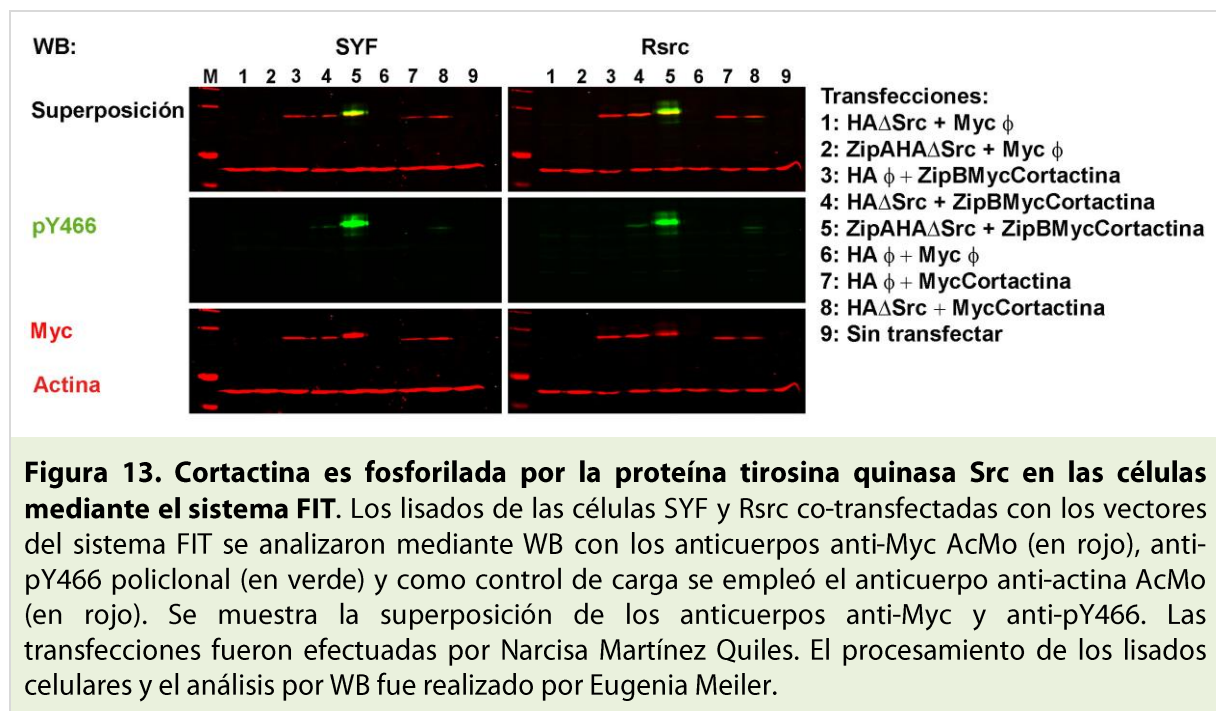 WB:
SYF
Rsrc
M 1 2 3 4 5 6 7 8 9
1 2 3 4 5 6 7 8 9
Superposición
pY466
Myc
Actina
Transfecciones:
1: HAΔSrc + Myc ϕ
2: ZipAHAΔSrc + Myc ϕ
3: HA ϕ + ZipBMycCortactina
4: HAΔSrc + ZipBMycCortactina
5: ZipAHAΔSrc + ZipBMycCortactina
6: HA ϕ + Myc ϕ
7: HA ϕ + MycCortactina
8: HAΔSrc + MycCortactina
9: Sin transfectar
Figura 13. Cortactina es fosforilada por la proteína tirosina quinasa Src en las células
mediante el sistema FIT. Los lisados de las células SYF y Rsrc co-transfectadas con los vectores
del sistema FIT se analizaron mediante WB con los anticuerpos anti-Myc AcMo (en rojo), anti-
pY466 policlonal (en verde) y como control de carga se empleó el anticuerpo anti-actina AcMo
(en rojo). Se muestra la superposición de los anticuerpos anti-Myc y anti-pY466. Las
transfecciones fueron efectuadas por Narcisa Martínez Quiles. El procesamiento de los lisados
celulares y el análisis por WB fue realizado por Eugenia Meiler.